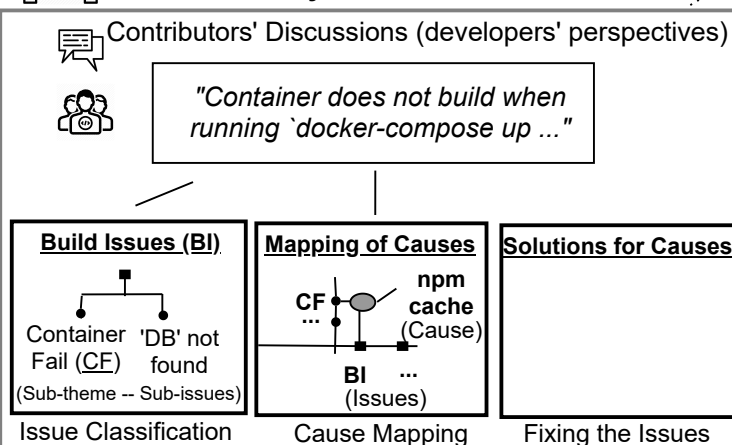 Contributors' Discussions (developers' perspectives)
"Container does not build when
running `docker-compose up ..."
Build Issues (BI)
Container
Fail (CF)
'DB' not
found
(Sub-theme -- Sub-issues)
Issue Classification
Mapping of Causes
CF
...
npm
cache
(Cause)
BI
...
(Issues)
Cause Mapping
Solutions for Causes
Fixing the Issues